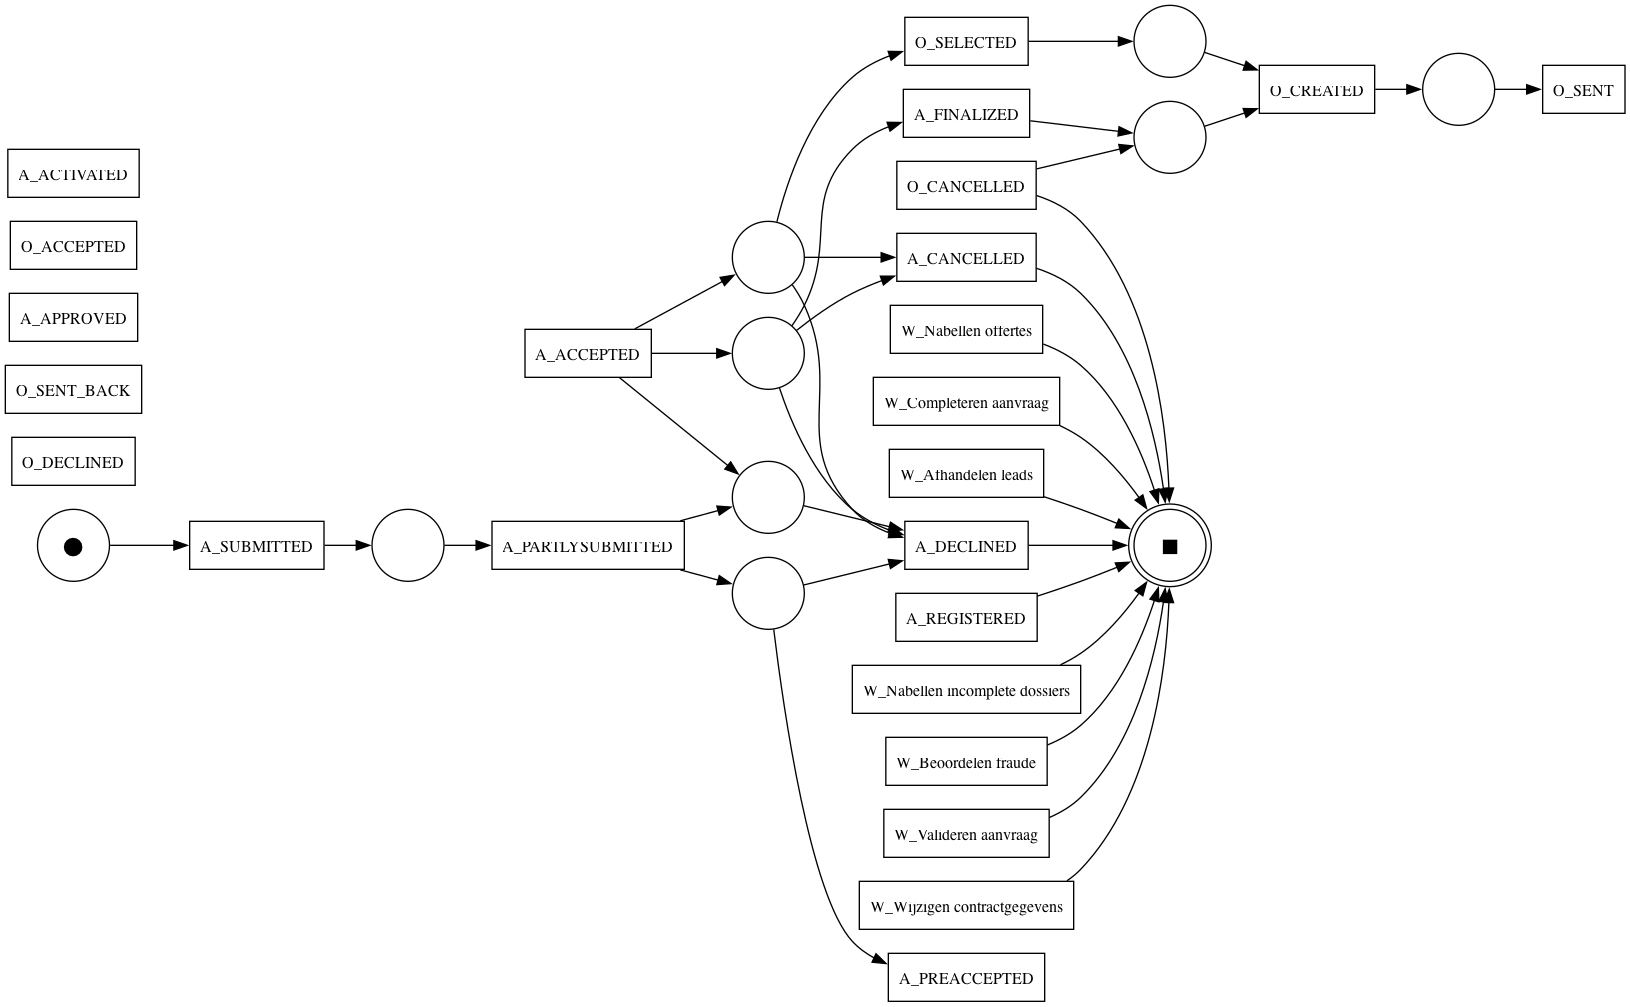 O_SELECTED
O_CREATED
O_SENT
A_FINALIZED
A_ACTIVATED
O_CANCELLED
O_ACCEPTED
A_CANCELLED
A_APPROVED
W_Nabellen offertes
A_ACCEPTED
O_SENT_BACK
W_Completeren aanvraag
O_DECLINED
W_Afhandelen leads
A_SUBMITTED
A_PARTLYSUBMITTED
A_DECLINED
A_REGISTERED
W_Nabellen incomplete dossiers
W_Beoordelen fraude
W_Valideren aanvraag
W_Wijzigen contractgegevens
A_PREACCEPTED